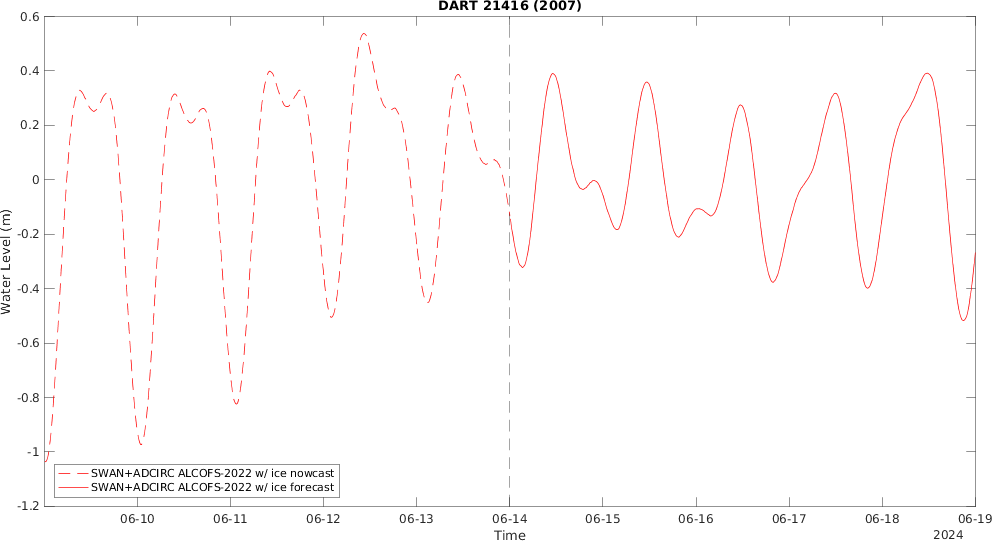 DART 21416 (2007)
0.6
0.4
0.2
0
-0.2
-0.4
-0.6
-0.8
-1
-1.2
Water Level (m)
SWAN+ADCIRC ALCOFS-2022 w/ ice nowcast
SWAN+ADCIRC ALCOFS-2022 w/ ice forecast
06-10 06-11 06-12 06-13 06-14 06-15 06-16 06-17 06-18 06-19
Time
2024